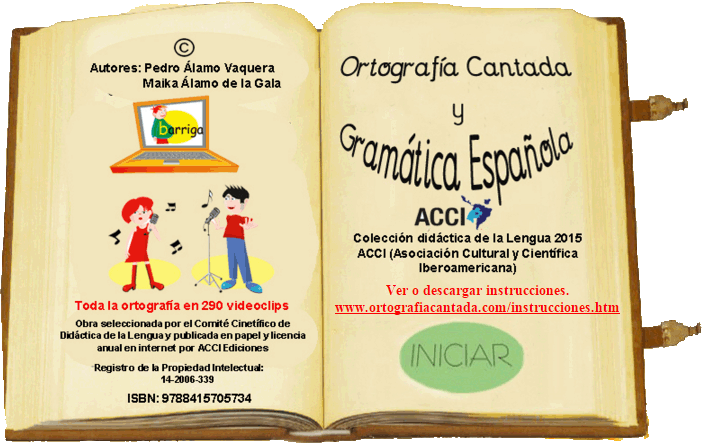 ©
Autores: Pedro Álamo Vaquera
Maika Álamo de la Gala
barriga
Toda la ortografía en 290 videoclips
Obra seleccionada por el Comité Cinetífico de
Didáctica de la Lengua y publicada en papel y licencia
anual en internet por ACCI Ediciones
Registro de la Propiedad Intelectual:
14-2006-339
ISBN: 9788415705734
Ortografía Cantada
y
Gramática Española
ACCI
Colección didáctica de la Lengua 2015
ACCI (Asociación Cultural y Científica
Iberoamericana)
Ver o descargar instrucciones.
www.ortografiacantada.com/instrucciones.htm
INICIAR